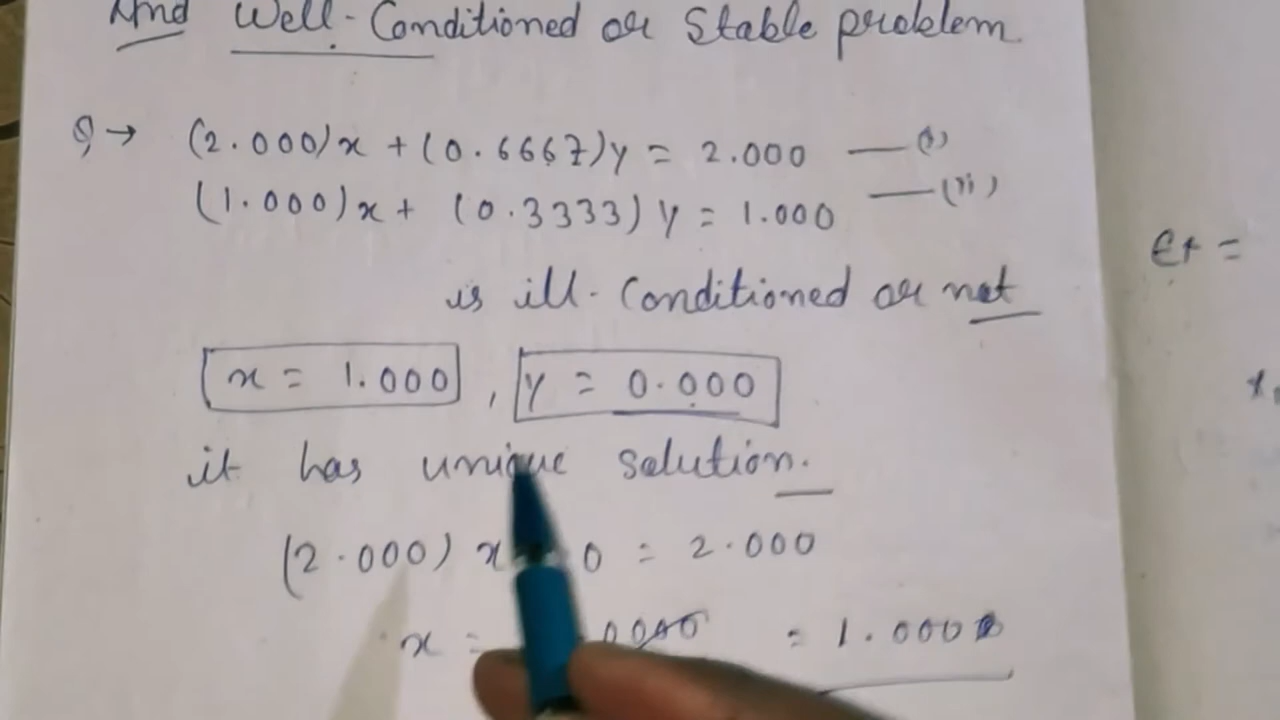 And Well-Conditioned or Stable problem
Q→ (2.000)x + (0.6667)y = 2.000 —(i)
(1.000)x + (0.3333)y = 1.000 —(ii)
is ill-Conditioned or not
x = 1.000 , y = 0.000
it has unique solution.
(2.000) x 0 = 2.000
x = 000 = 1.000
Er =